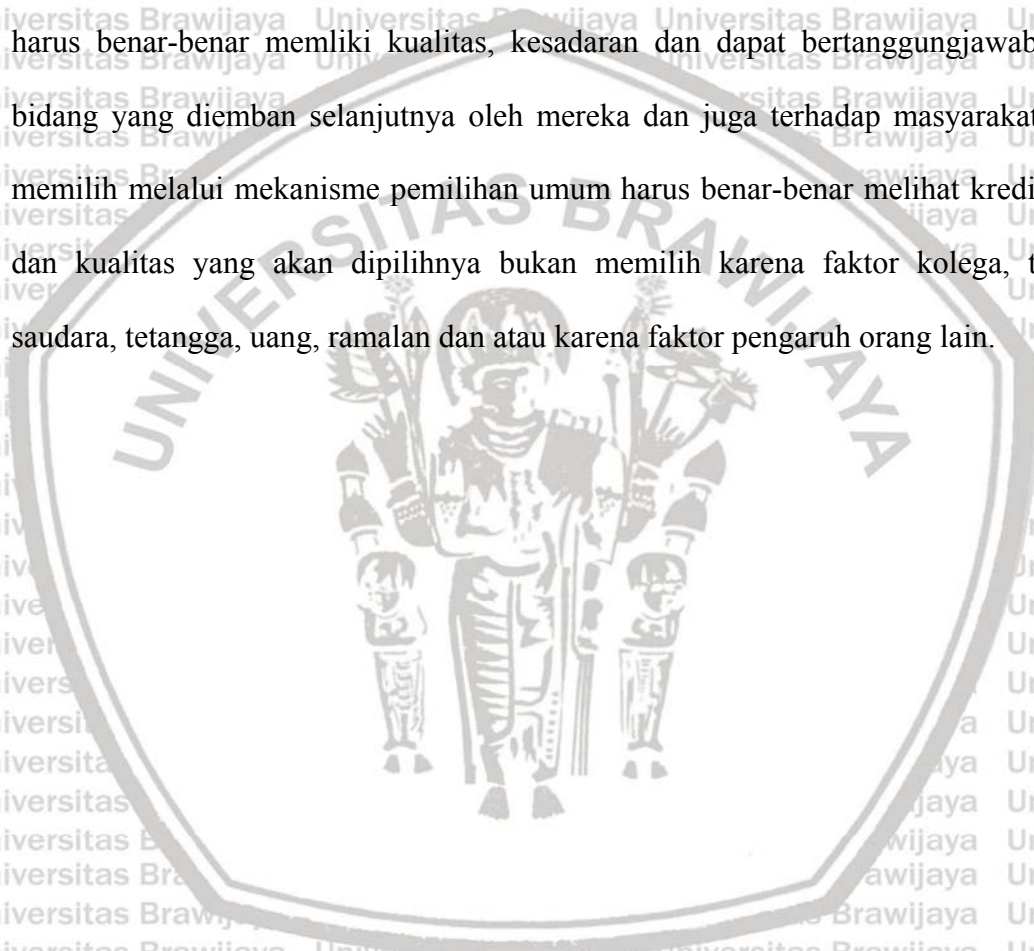 harus benar-benar memliki kualitas, kesadaran dan dapat bertanggungjawab
bidang yang diemban selanjutnya oleh mereka dan juga terhadap masyarakat
memilih melalui mekanisme pemilihan umum harus benar-benar melihat kredi
dan kualitas yang akan dipilihnya bukan memilih karena faktor kolega, t
saudara, tetangga, uang, ramalan dan atau karena faktor pengaruh orang lain.
UNIVERSITAS BRAWIJAYA